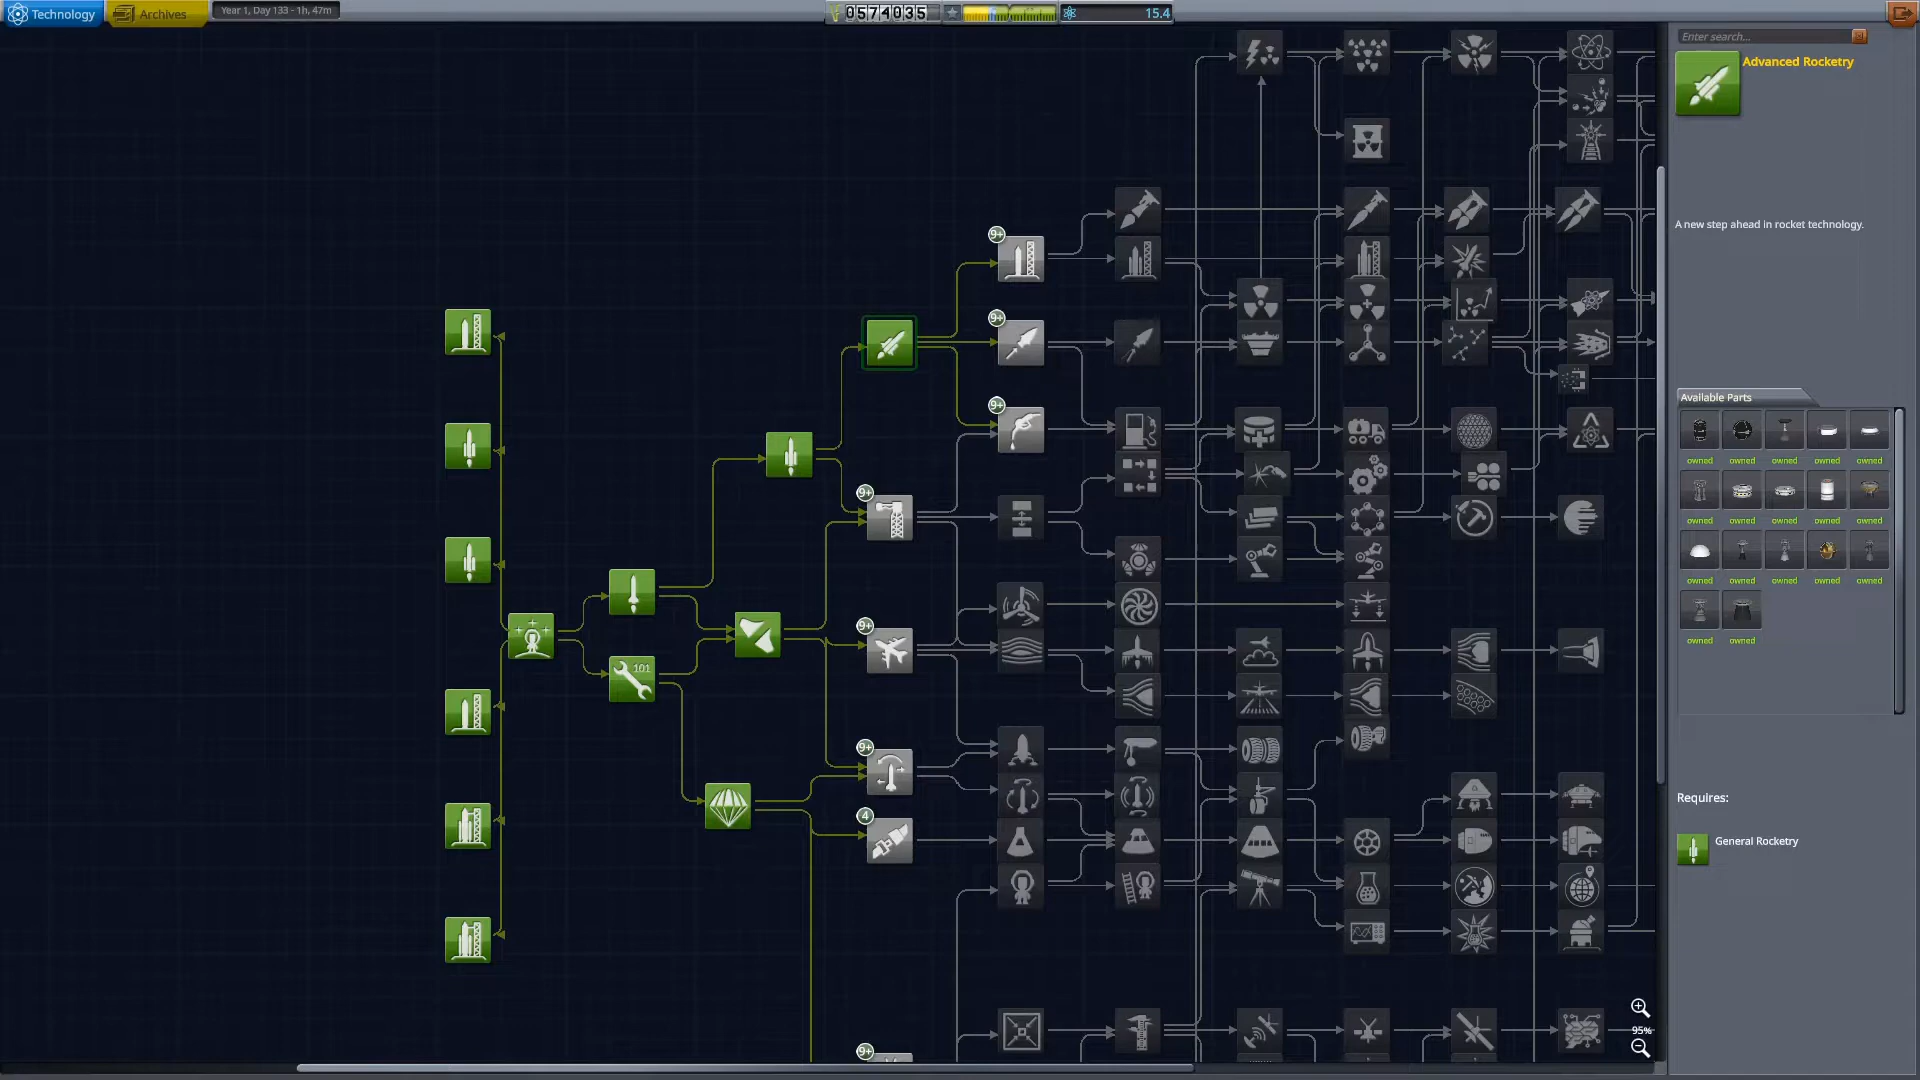 Technology
Archives
Year 1, Day 133 - 1h, 47m
0574035
15.4
Enter search...
Advanced Rocketry
A new step ahead in rocket technology.
9+
9+
9+
9+
101
9+
9+
4
9+
Available Parts
owned owned owned owned owned
owned owned owned owned owned
owned owned owned owned owned
owned owned
Requires:
General Rocketry
95%